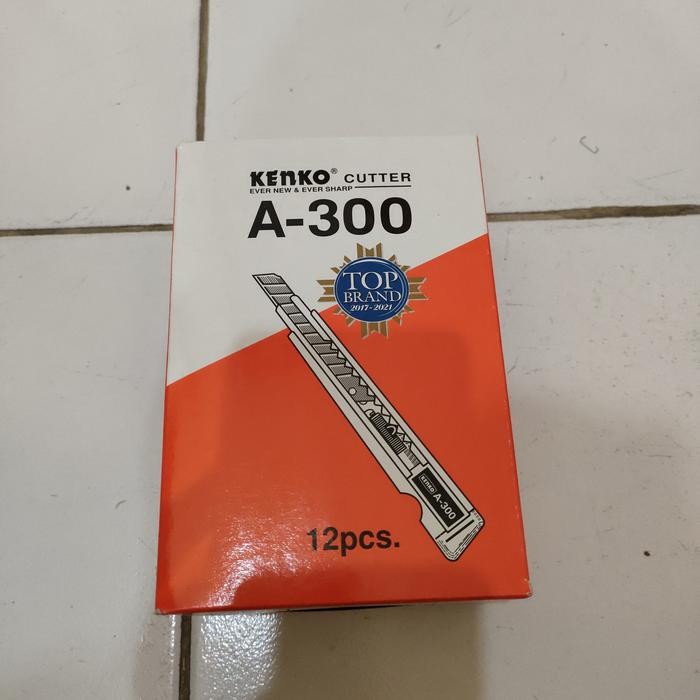 KENKO® CUTTER
EVER NEW & EVER SHARP
A-300
TOP
BRAND
2017-2021
KENKO A-300
12pcs.